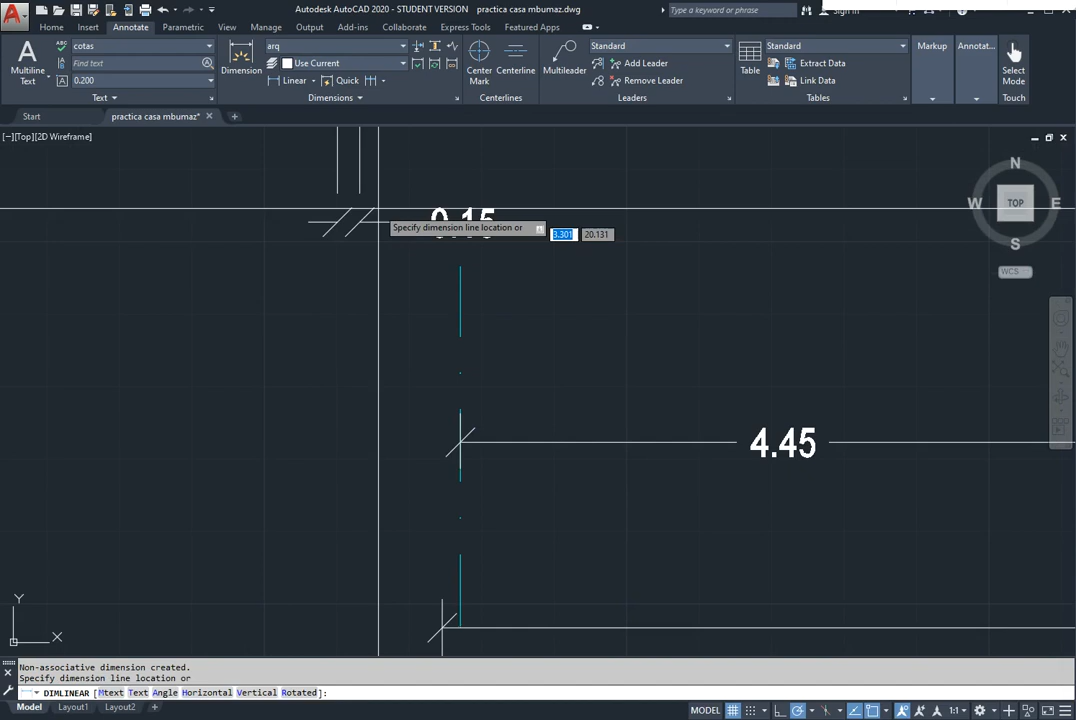 Autodesk AutoCAD 2020 - STUDENT VERSION practica casa mbumaz.dwg
Type a keyword or phrase
Sign In
Home Insert Annotate Parametric View Manage Output Add-ins Collaborate Express Tools Featured Apps
Multiline Text
cotas
Find text
0.200
Text
Dimension
arq
Use Current
Linear Quick
Dimensions
Center Mark
Centerline
Centerlines
Multileader
Standard
Add Leader
Remove Leader
Leaders
Table
Standard
Extract Data
Link Data
Tables
Markup
Annotat...
Select Mode
Touch
Start
practica casa mbumaz*
[−][Top][2D Wireframe]
N
W TOP E
S
WCS
0.15
Specify dimension line location or
3.301 20.131
4.45
Y
X
Non-associative dimension created.
Specify dimension line location or
DIMLINEAR [Mtext Text Angle Horizontal Vertical Rotated]:
Model Layout1 Layout2
MODEL
1:1